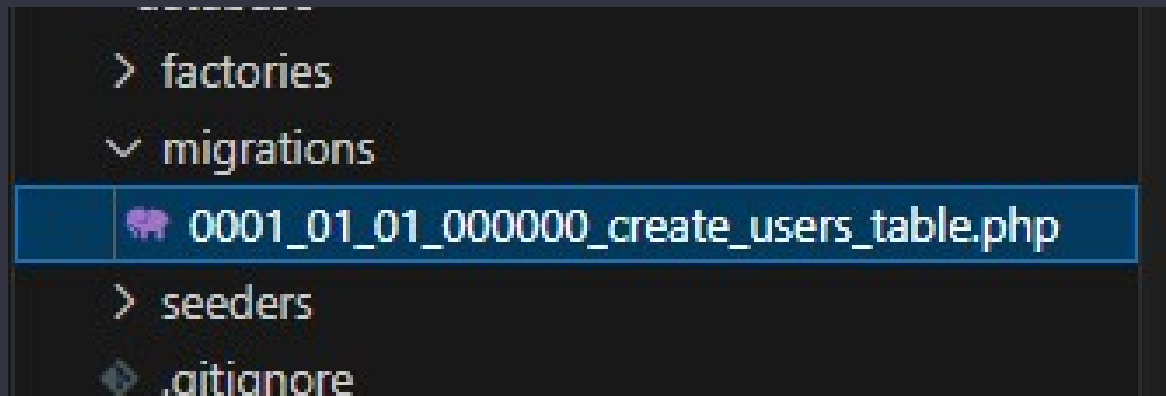 factories
migrations
0001_01_01_000000_create_users_table.php
seeders
.gitignore